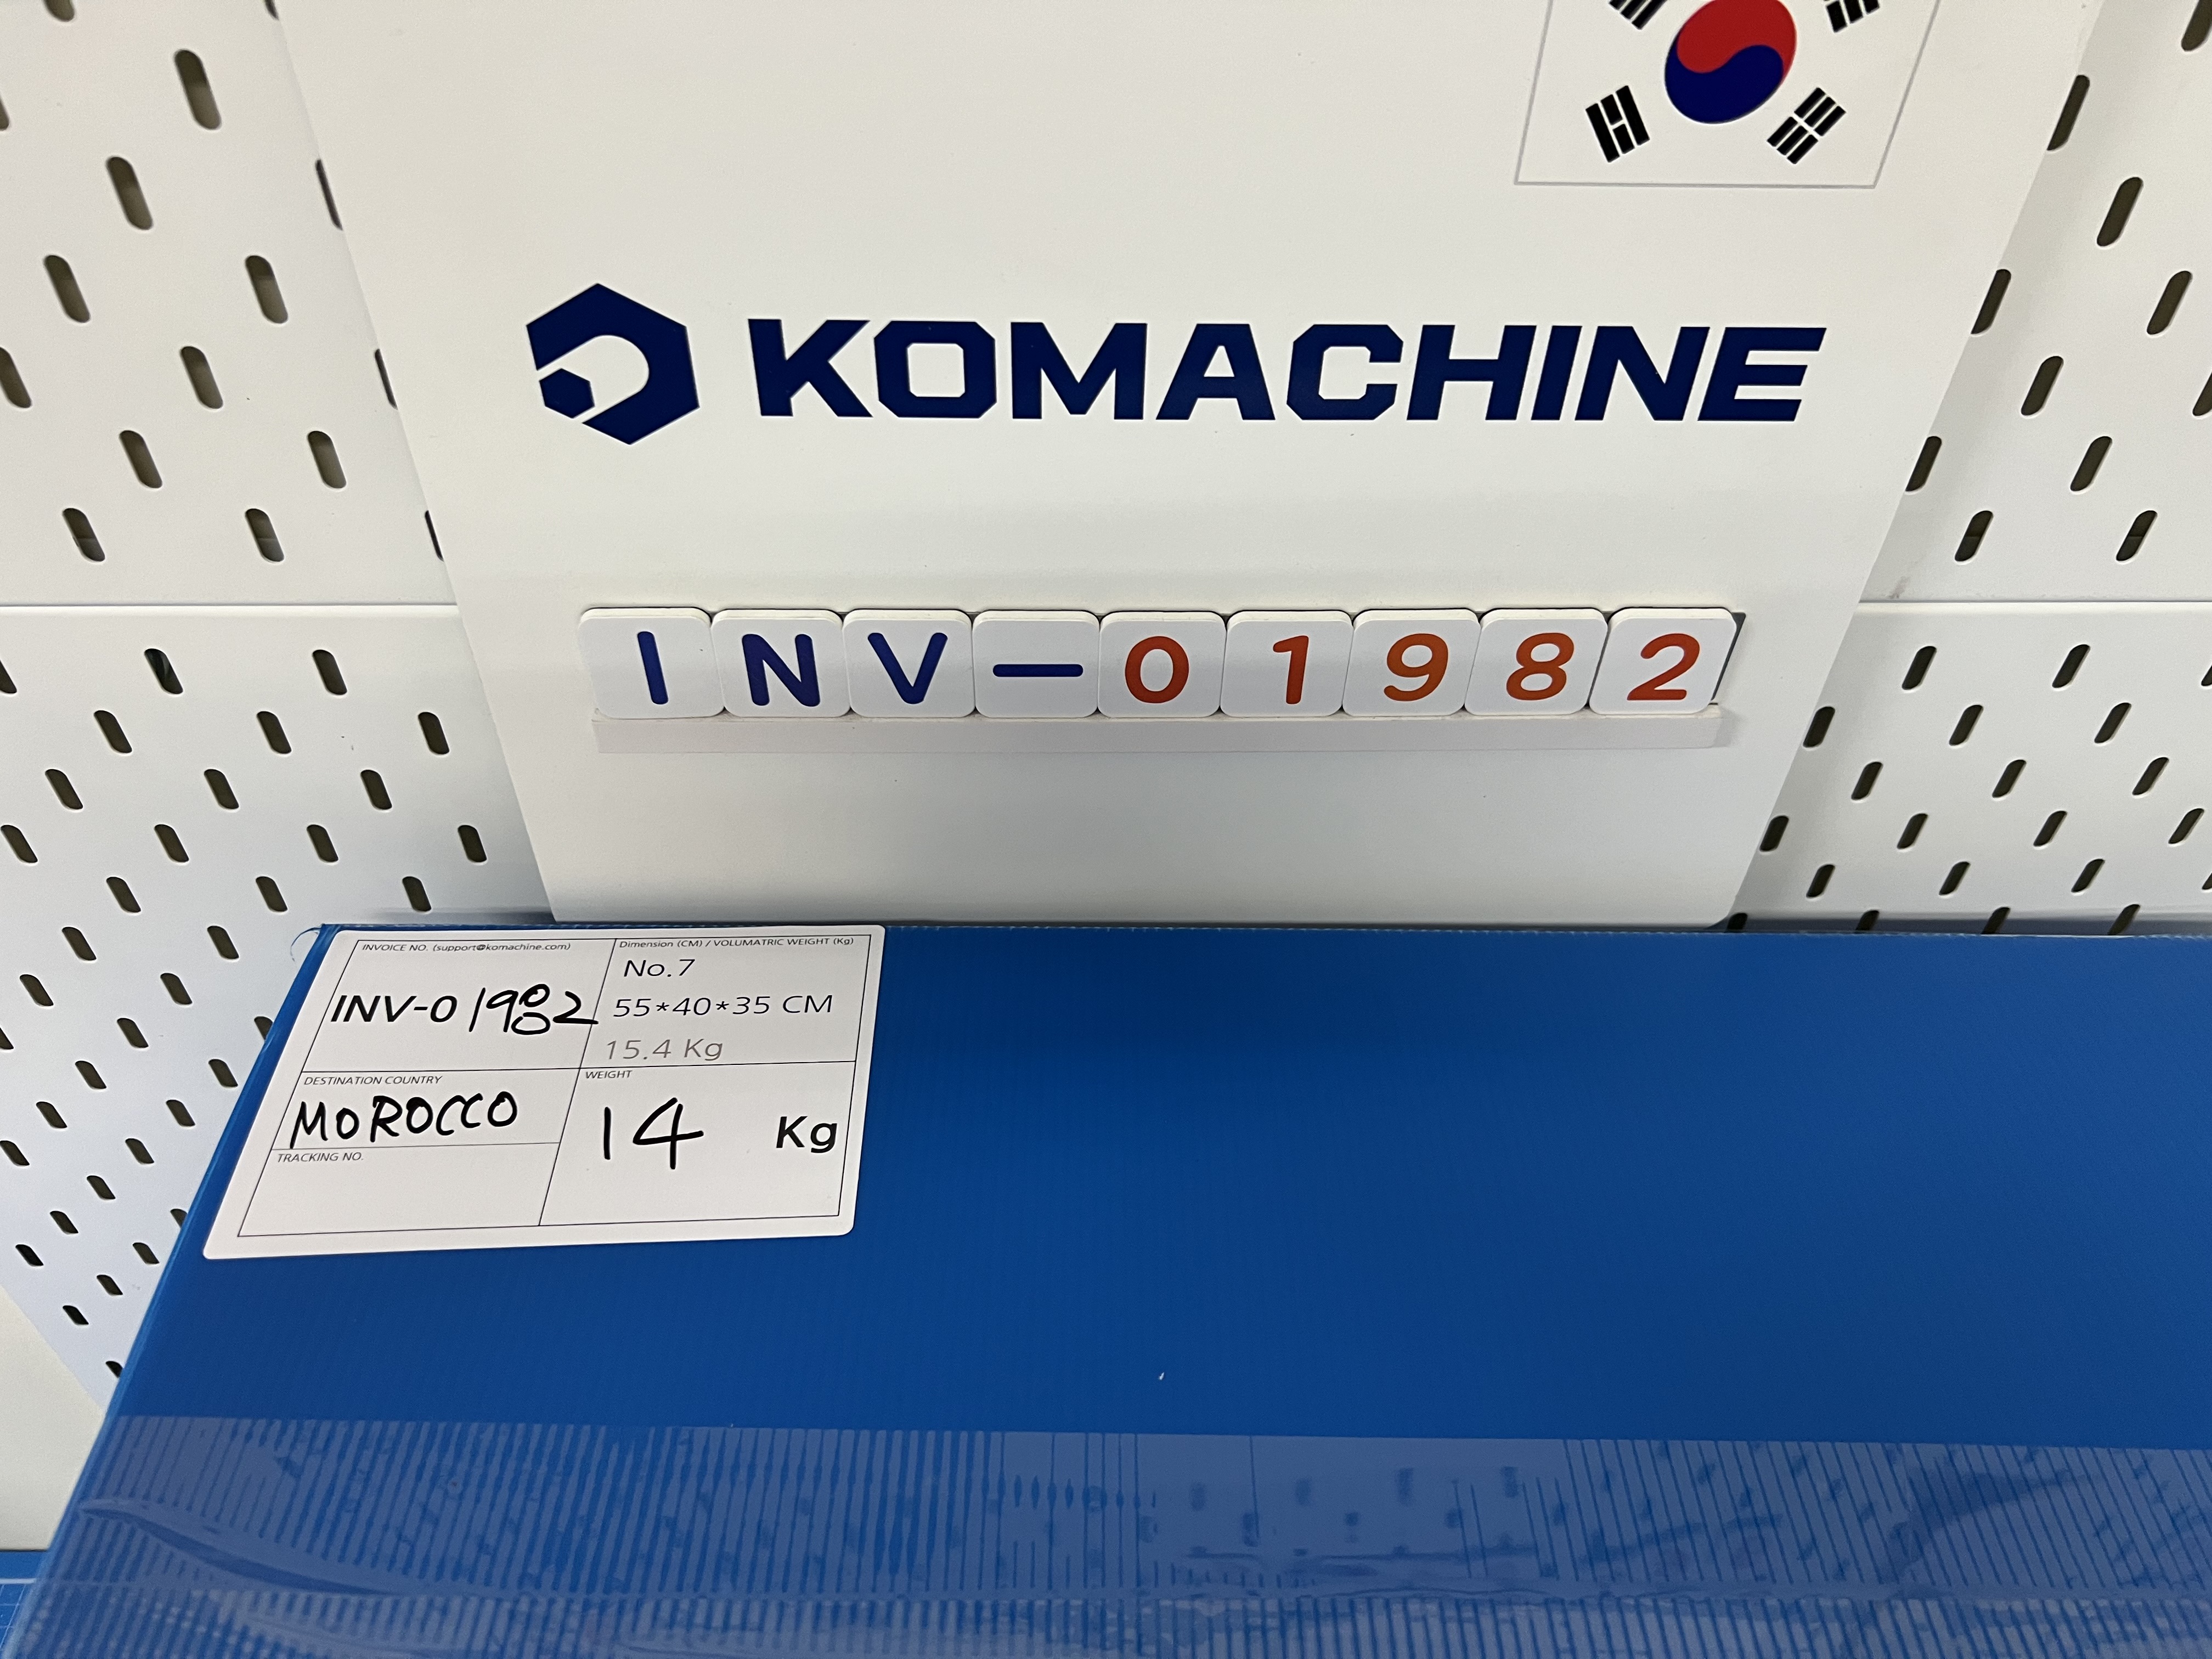 KOMACHINE
INV-01982
INVOICE NO. (support@komachine.com)
INV-01982
Dimension (CM) / VOLUMATRIC WEIGHT (Kg)
No.7
55*40*35 CM
15.4 Kg
DESTINATION COUNTRY
MOROCCO
WEIGHT
14 Kg
TRACKING NO.